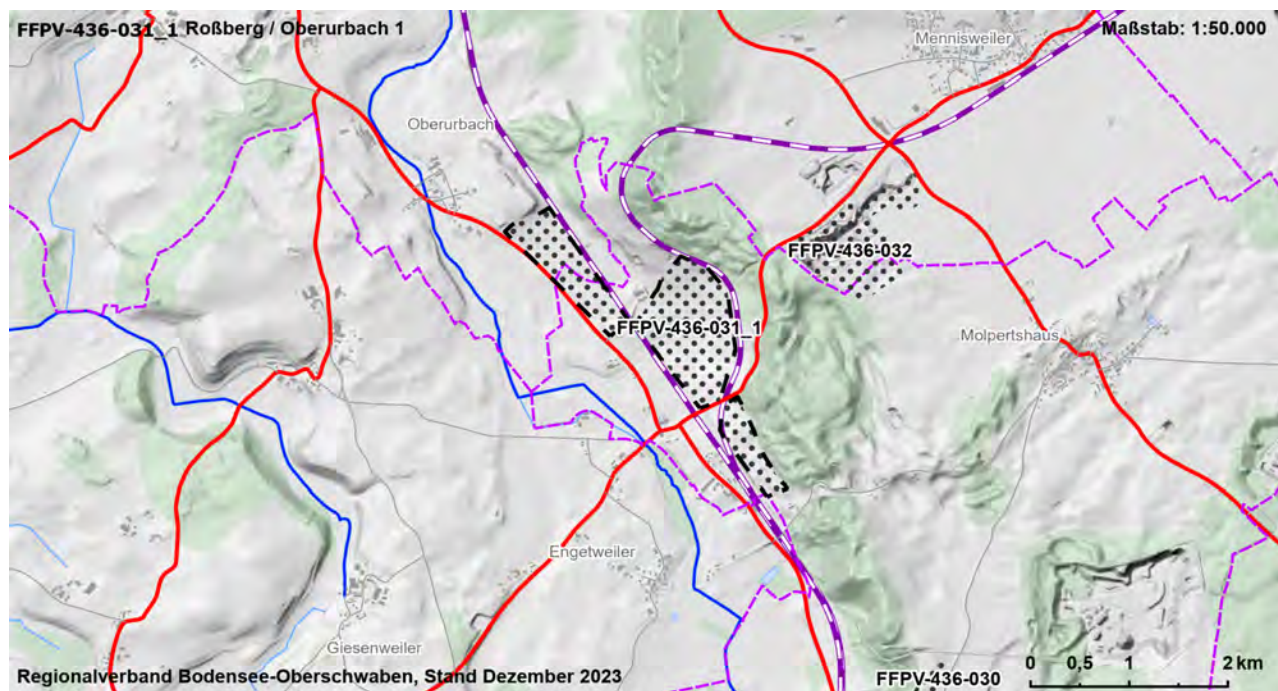 FFPV-436-031_1 Roßberg / Oberurbach 1
Maßstab: 1:50.000
Mennisweiler
Oberurbach
FFPV-436-032
FFPV-436-031_1
Molpertshaus
Engetweiler
Giesenweiler
Regionalverband Bodensee-Oberschwaben, Stand Dezember 2023
FFPV-436-030
0 0,5 1 2 km